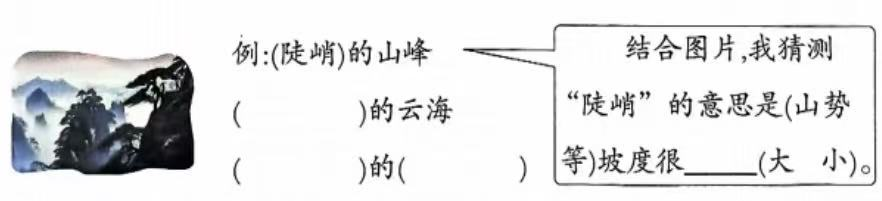 例:(陡峭)的山峰
(　　　　)的云海
(　　　　)的(　　　　)
结合图片,我猜测
“陡峭”的意思是(山势
等)坡度很_____(大　小)。